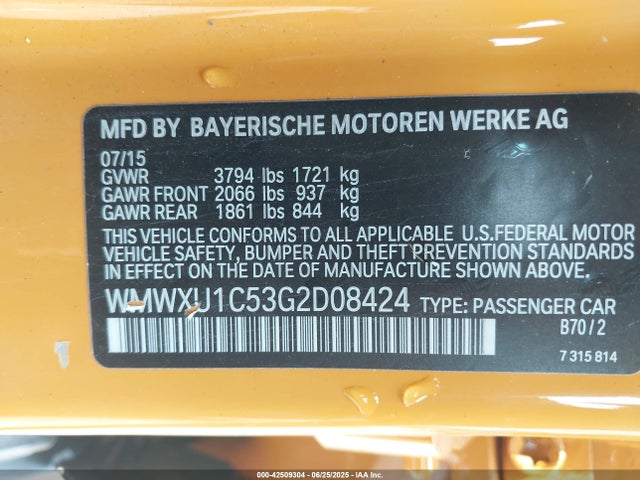 MFD BY BAYERISCHE MOTOREN WERKE AG
07/15
GVWR 3794 lbs 1721 kg
GAWR FRONT 2066 lbs 937 kg
GAWR REAR 1861 lbs 844 kg
THIS VEHICLE CONFORMS TO ALL APPLICABLE U.S.FEDERAL MOTOR
VEHICLE SAFETY, BUMPER AND THEFT PREVENTION STANDARDS
IN EFFECT ON THE DATE OF MANUFACTURE SHOWN ABOVE.
WMWXU1C53G2D08424 TYPE: PASSENGER CAR
B70/2
7 315 814
000-42509304 - 06/25/2025 - IAA Inc.